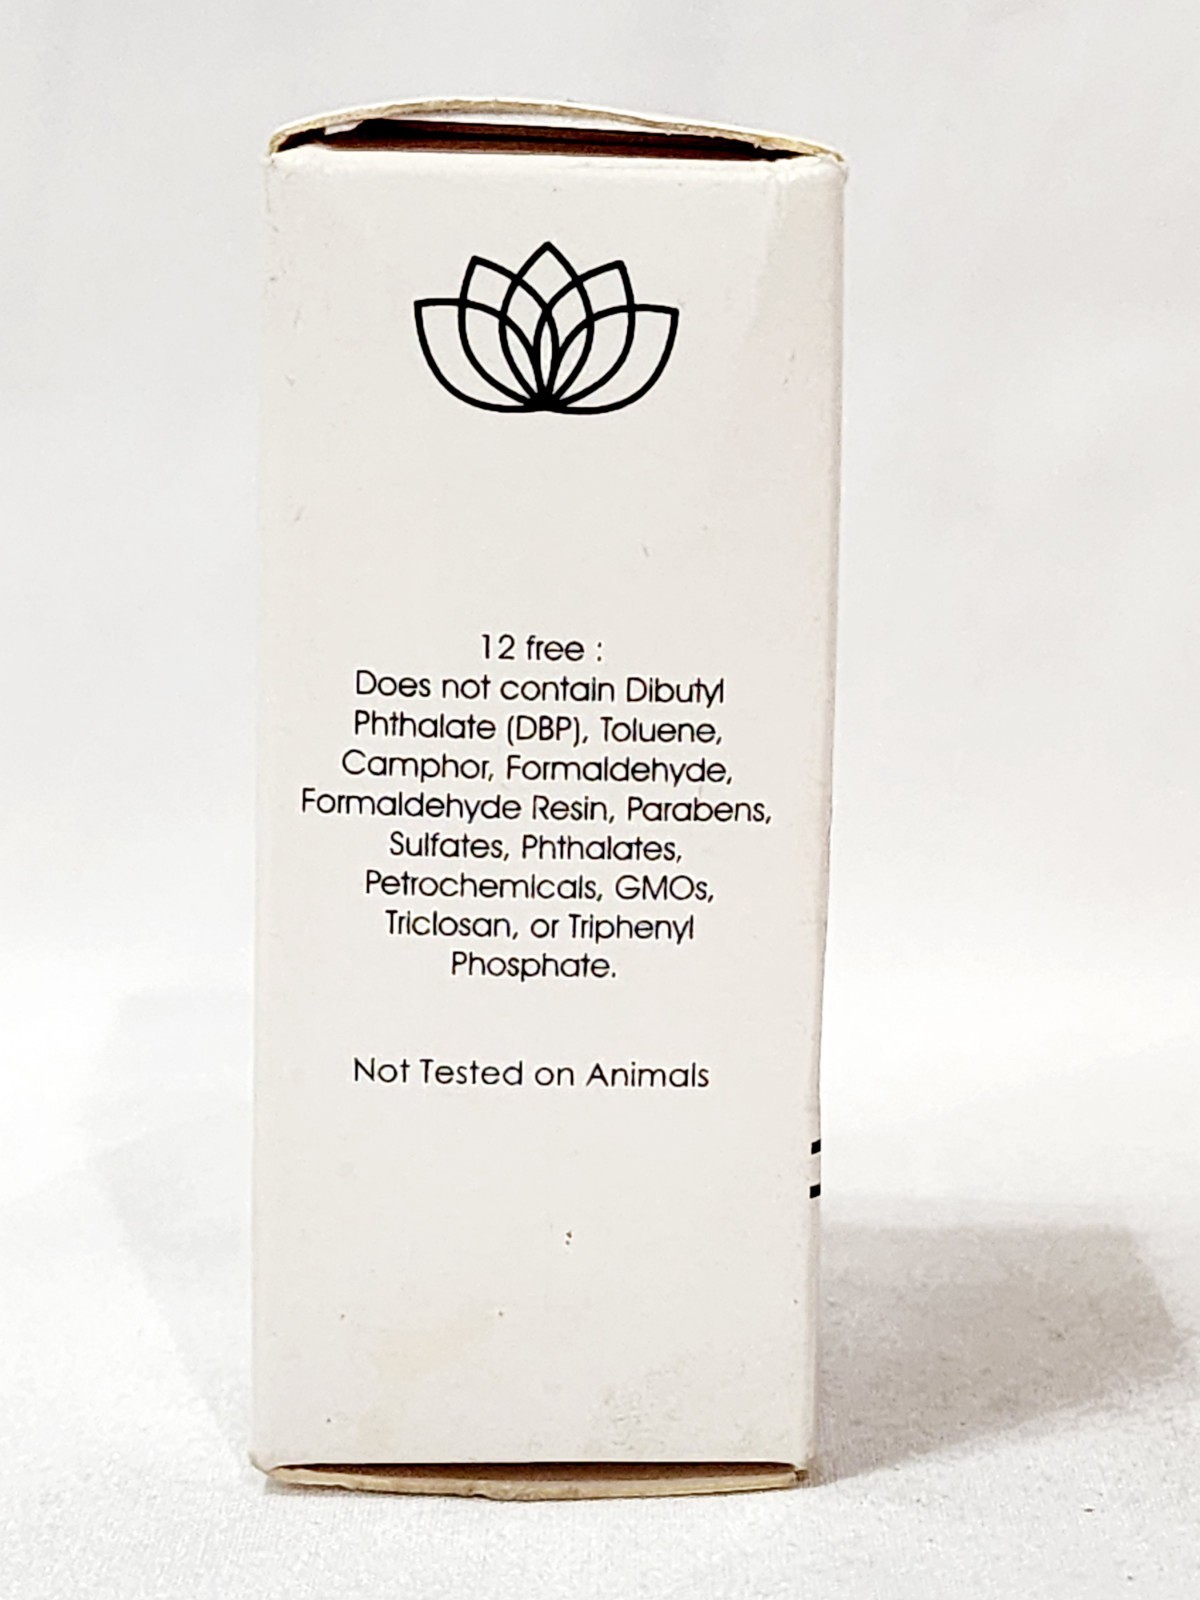 12 free :
Does not contain Dibutyl
Phthalate (DBP), Toluene,
Camphor, Formaldehyde,
Formaldehyde Resin, Parabens,
Sulfates, Phthalates,
Petrochemicals, GMOs,
Triclosan, or Triphenyl
Phosphate.
Not Tested on Animals